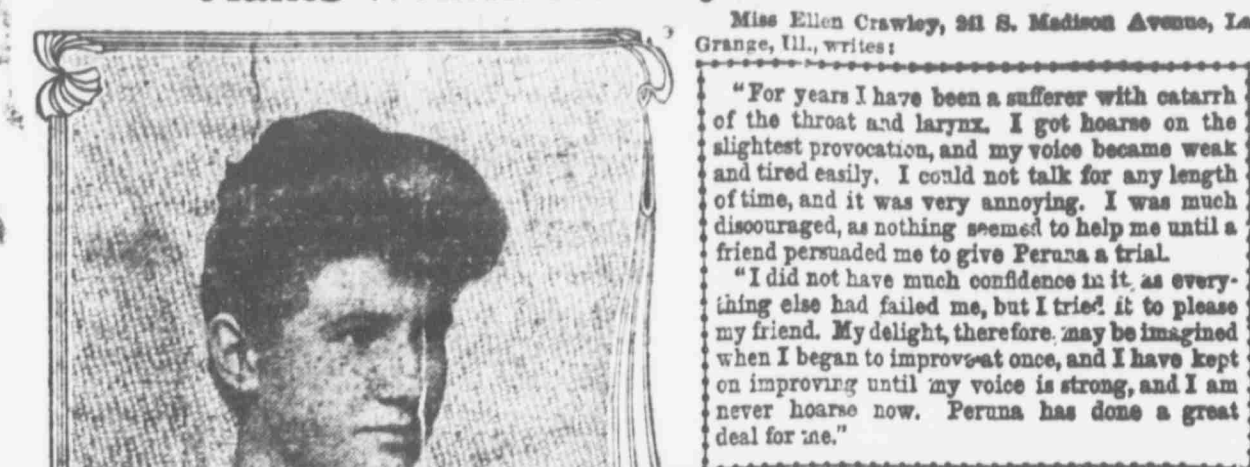 Miss Ellen Crawley, 341 S. Madison Avenue, La
Grange, Ill., writes:
"For years I have been a sufferer with catarrh
of the throat and larynx. I got hoarse on the
slightest provocation, and my voice became weak
and tired easily. I could not talk for any length
of time, and it was very annoying. I was much
discouraged, as nothing seemed to help me until a
friend persuaded me to give Peruna a trial.
"I did not have much confidence in it, as every-
thing else had failed me, but I tried it to please
my friend. My delight, therefore, may be imagined
when I began to improve at once, and I have kept
on improving until my voice is strong, and I am
never hoarse now. Peruna has done a great
deal for me."